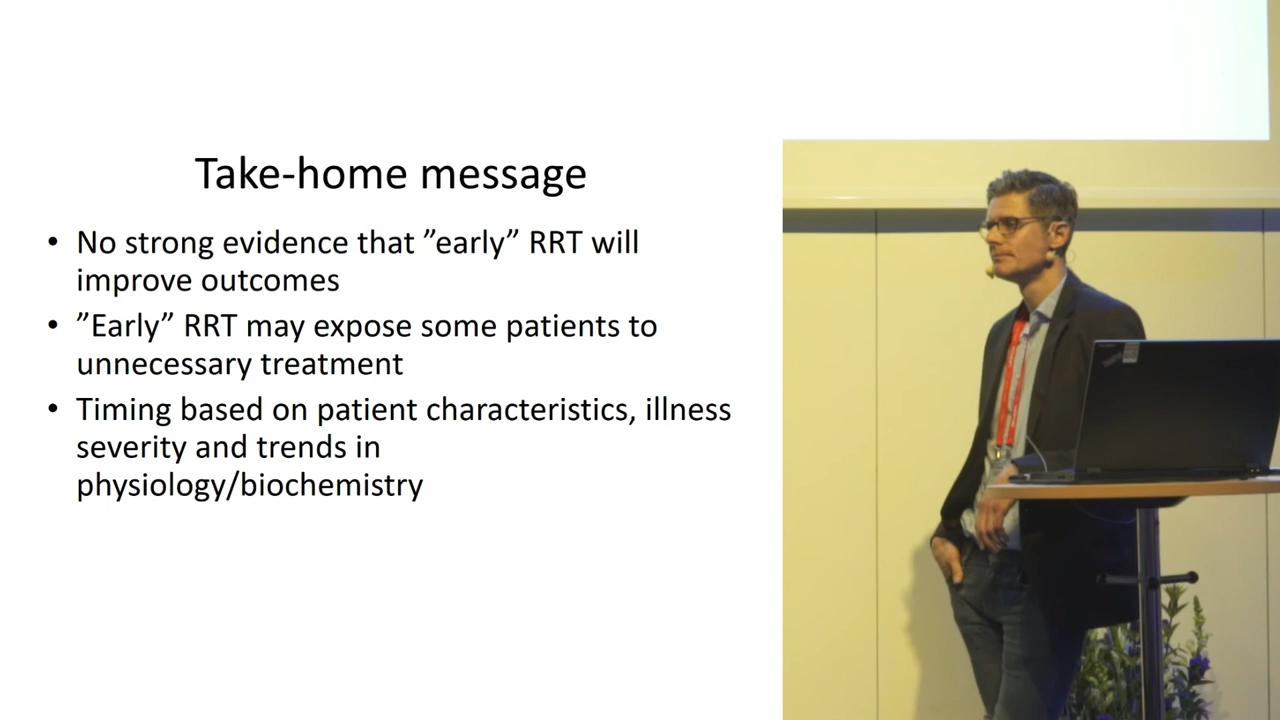 Take-home message
• No strong evidence that ”early” RRT will
improve outcomes
• ”Early” RRT may expose some patients to
unnecessary treatment
• Timing based on patient characteristics, illness
severity and trends in
physiology/biochemistry